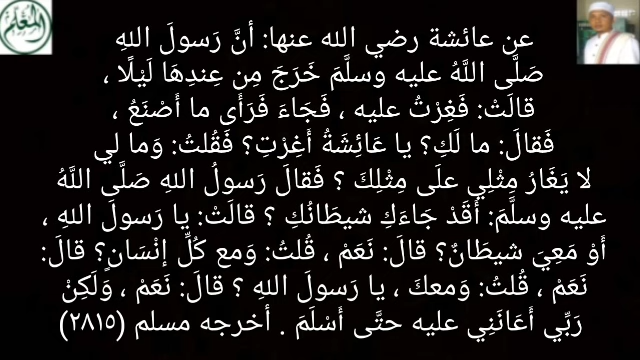 المعلم
عن عائشة رضي الله عنها: أنَّ رَسولَ اللهِ
صَلَّى اللَّهُ عليه وسلَّمَ خَرَجَ مِن عِندِهَا لَيْلًا ،
قالَتْ: فَغِرْتُ عليه ، فَجَاءَ فَرَأَى ما أَصْنَعُ ،
فَقالَ: ما لَكِ؟ يا عَائِشَةُ أَغِرْتِ؟ فَقُلتُ: وَما لي
لا يَغَارُ مِثْلِي علَى مِثْلِكَ ؟ فَقالَ رَسولُ اللهِ صَلَّى اللَّهُ
عليه وسلَّمَ: أَقَدْ جَاءَكِ شيطَانُكِ ؟ قالَتْ: يا رَسولَ اللهِ ،
أَوْ مَعِيَ شيطَانٌ؟ قالَ: نَعَمْ ، قُلتُ: وَمع كُلِّ إنْسَانٍ؟ قالَ:
نَعَمْ ، قُلتُ: وَمعكَ ، يا رَسولَ اللهِ ؟ قالَ: نَعَمْ ، وَلَكِنْ
رَبِّي أَعَانَنِي عليه حتَّى أَسْلَمَ . أخرجه مسلم (٢٨١٥)